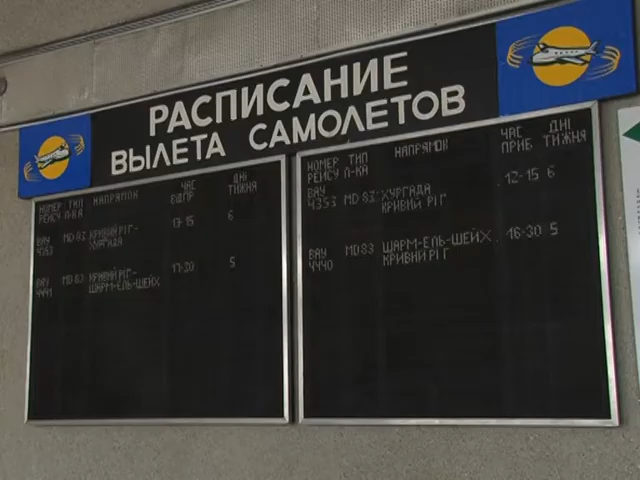 РАСПИСАНИЕ
ВЫЛЕТА САМОЛЕТОВ
НОМЕР ТИП НАПРЯМОК ЧАС ДНІ
РЕЙСУ Л-КА ВІДПР ТИЖНЯ
ВАУ MD 83 КРИВИЙ РІГ- 17-15 6
4353 ХУРГАДА
ВАУ MD 83 КРИВИЙ РІГ- 17-30 5
4441 ШАРМ-ЕЛЬ-ШЕЙХ
НОМЕР ТИП НАПРЯМОК ЧАС ДНІ
РЕЙСУ Л-КА ПРИБ ТИЖНЯ
ВАУ ХУРГАДА 12-15 6
4353 MD 83 КРИВИЙ РІГ
ВАУ MD 83 ШАРМ-ЕЛЬ-ШЕЙХ 16-30 5
4440 КРИВИЙ РІГ